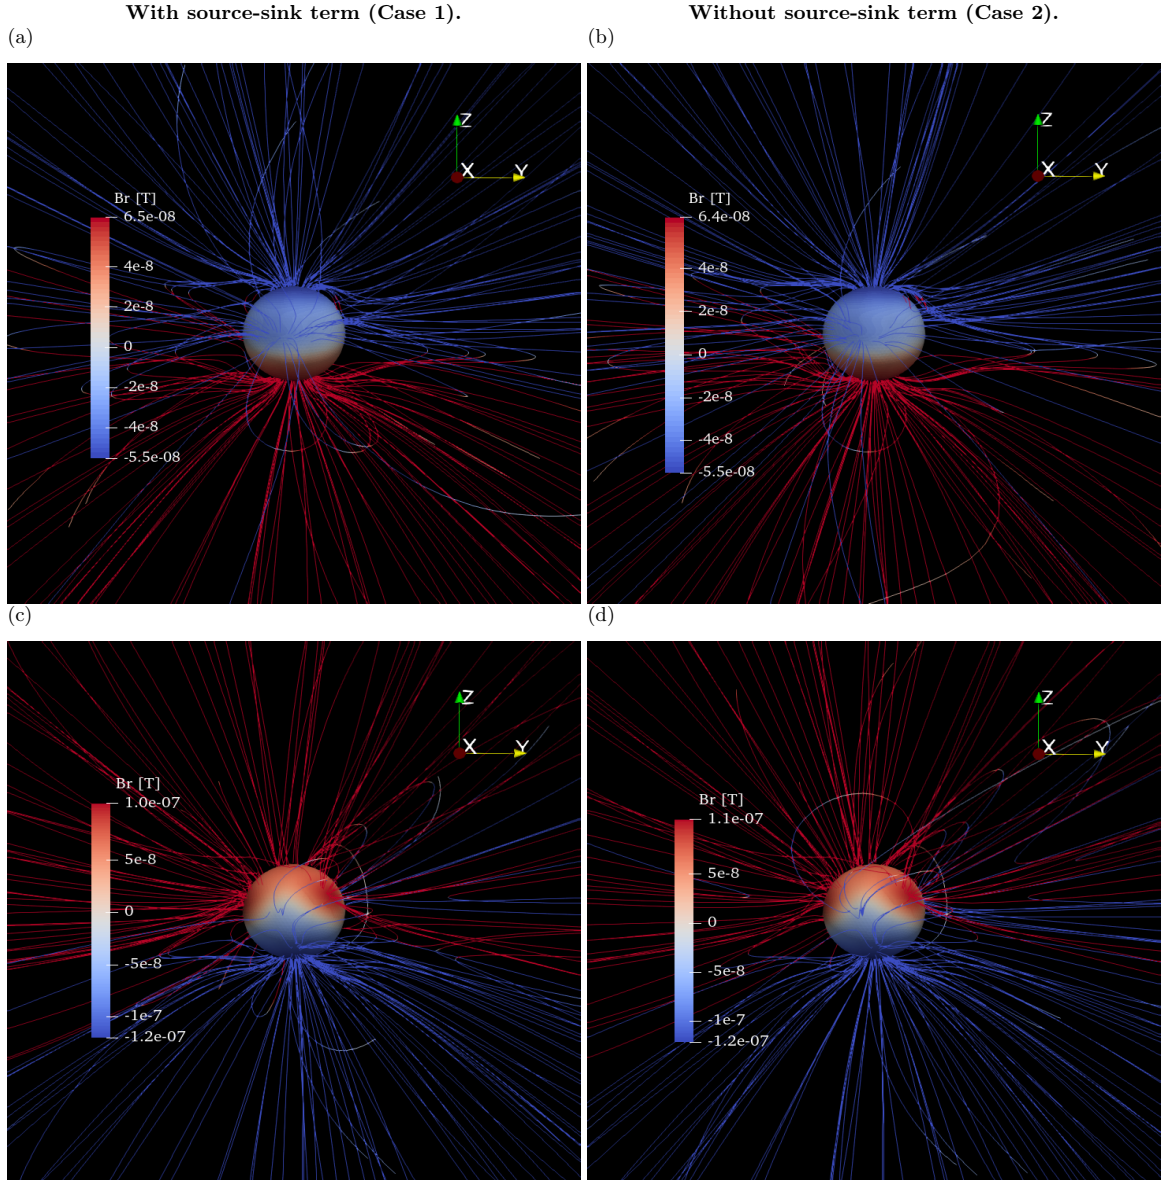 With source-sink term (Case 1).
Without source-sink term (Case 2).
(a)
(b)
Z
X
Y
Br [T]
6.5e-08
4e-8
2e-8
0
-2e-8
-4e-8
-5.5e-08
Z
X
Y
Br [T]
6.4e-08
4e-8
2e-8
0
-2e-8
-4e-8
-5.5e-08
(c)
(d)
Z
X
Y
Br [T]
1.0e-07
5e-8
0
-5e-8
-1e-7
-1.2e-07
Z
X
Y
Br [T]
1.1e-07
5e-8
0
-5e-8
-1e-7
-1.2e-07